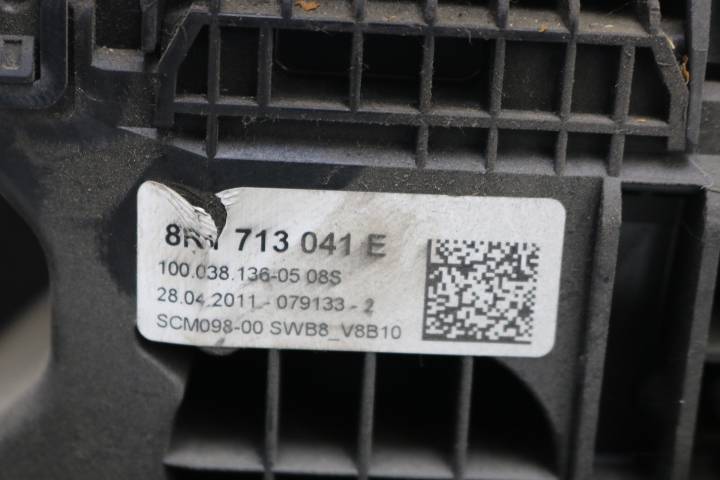 713 041 E
100.038.136-05 08S
28.04.2011 - 079133 - 2
SCM098-00 SWB8_V8B10